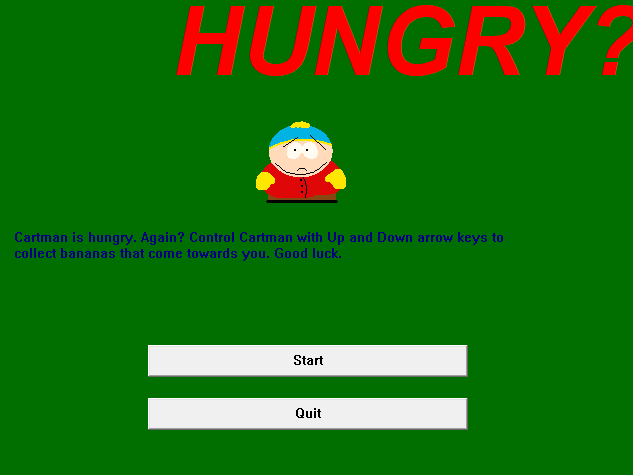 HUNGRY?
Cartman is hungry. Again? Control Cartman with Up and Down arrow keys to
collect bananas that come towards you. Good luck.
Start
Quit